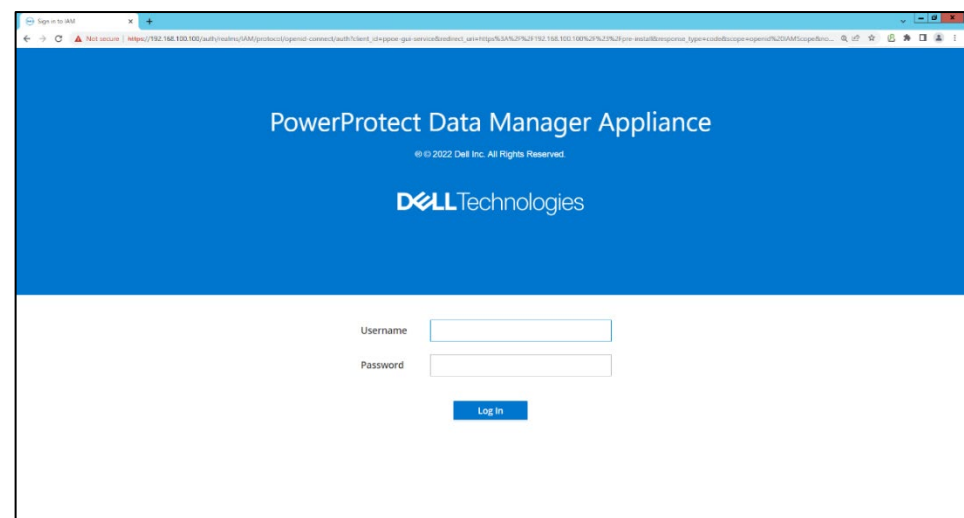 Sign in to IAM
Not secure
PowerProtect Data Manager Appliance
© 2022 Dell Inc. All Rights Reserved.
DELLTechnologies
Username
Password
Log In